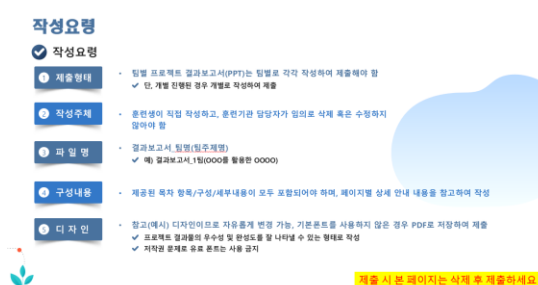 작성요령
작성요령
1 제출형태
• 팀별 프로젝트 결과보고서(PPT)는 팀별로 각각 작성하여 제출해야 함
✔ 단, 개별 진행된 경우 개별로 작성하여 제출
2 작성주체
• 훈련생이 직접 작성하고, 훈련기관 담당자가 임의로 삭제 혹은 수정하지
않아야 함
3 파 일 명
• 결과보고서_팀명(팀주제명)
✔ 예) 결과보고서_1팀(OOO를 활용한 OOOO)
4 구성내용
• 제공된 목차 항목/구성/세부내용이 모두 포함되어야 하며, 페이지별 상세 안내 내용을 참고하여 작성
5 디 자 인
• 참고(예시) 디자인이므로 자유롭게 변경 가능, 기본폰트를 사용하지 않은 경우 PDF로 저장하여 제출
✔ 프로젝트 결과물의 우수성 및 완성도를 잘 나타낼 수 있는 형태로 작성
✔ 저작권 문제로 유료 폰트는 사용 금지
제출 시 본 페이지는 삭제 후 제출하세요